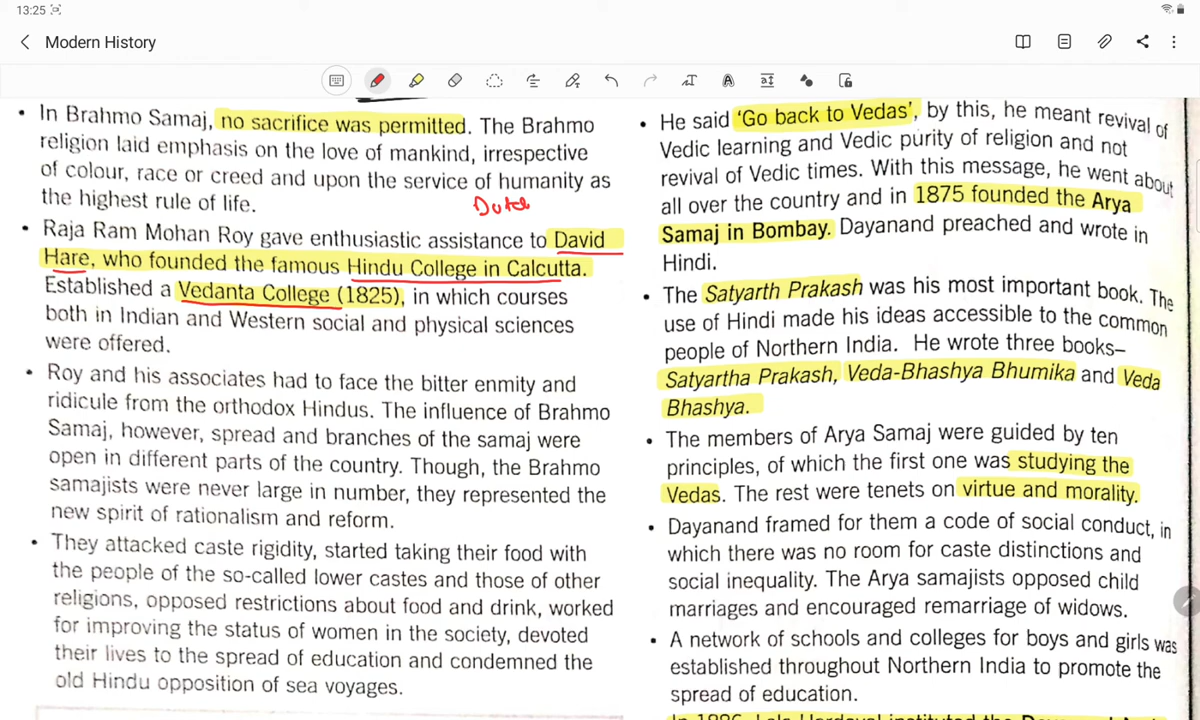 13:25
Modern History
• In Brahmo Samaj, no sacrifice was permitted. The Brahmo
religion laid emphasis on the love of mankind, irrespective
of colour, race or creed and upon the service of humanity as
the highest rule of life.
• Raja Ram Mohan Roy gave enthusiastic assistance to David
Hare, who founded the famous Hindu College in Calcutta.
Established a Vedanta College (1825), in which courses
both in Indian and Western social and physical sciences
were offered.
• Roy and his associates had to face the bitter enmity and
ridicule from the orthodox Hindus. The influence of Brahmo
Samaj, however, spread and branches of the samaj were
open in different parts of the country. Though, the Brahmo
samajists were never large in number, they represented the
new spirit of rationalism and reform.
• They attacked caste rigidity, started taking their food with
the people of the so-called lower castes and those of other
religions, opposed restrictions about food and drink, worked
for improving the status of women in the society, devoted
their lives to the spread of education and condemned the
old Hindu opposition of sea voyages.
• He said 'Go back to Vedas', by this, he meant revival of
Vedic learning and Vedic purity of religion and not
revival of Vedic times. With this message, he went about
all over the country and in 1875 founded the Arya
Samaj in Bombay. Dayanand preached and wrote in
Hindi.
• The Satyarth Prakash was his most important book. The
use of Hindi made his ideas accessible to the common
people of Northern India. He wrote three books–
Satyartha Prakash, Veda-Bhashya Bhumika and Veda
Bhashya.
• The members of Arya Samaj were guided by ten
principles, of which the first one was studying the
Vedas. The rest were tenets on virtue and morality.
• Dayanand framed for them a code of social conduct, in
which there was no room for caste distinctions and
social inequality. The Arya samajists opposed child
marriages and encouraged remarriage of widows.
• A network of schools and colleges for boys and girls was
established throughout Northern India to promote the
spread of education.